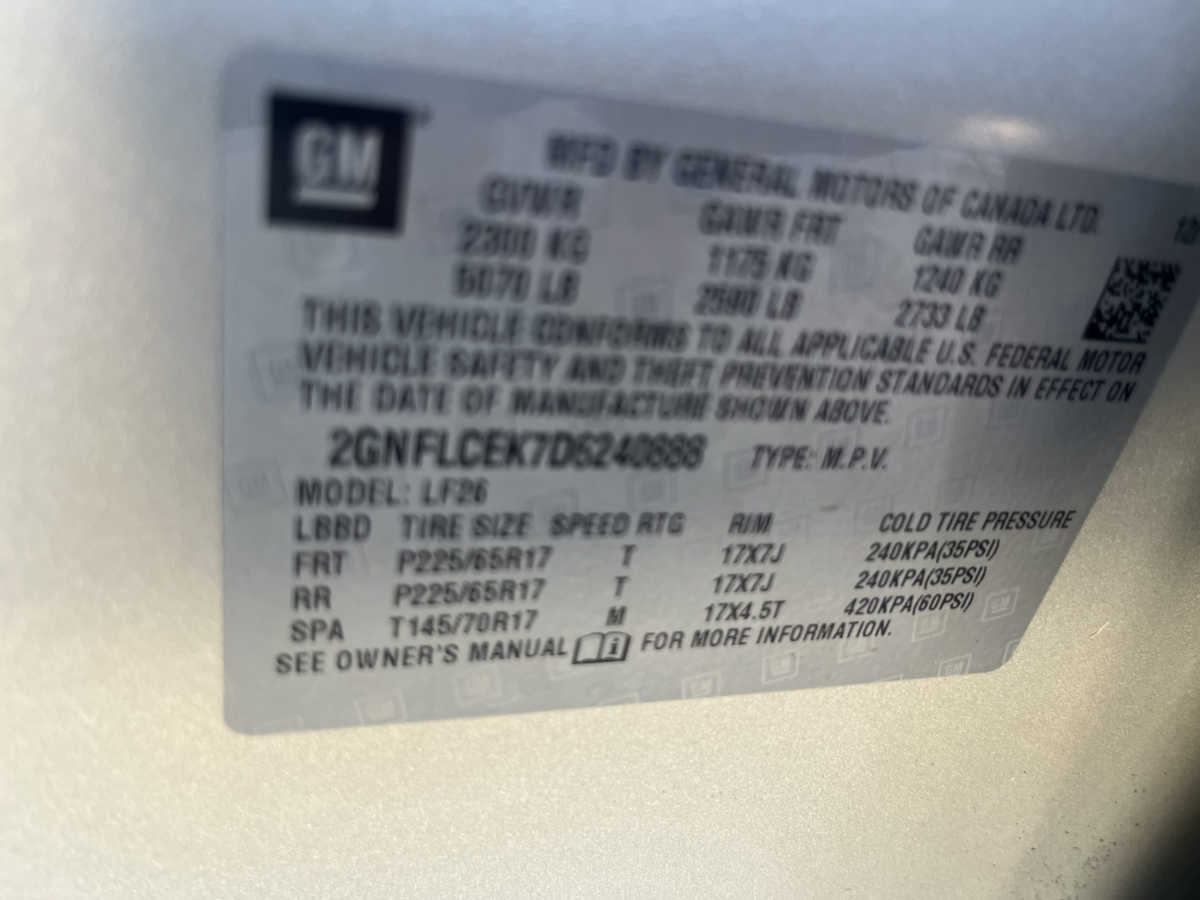 GM
MFD BY GENERAL MOTORS OF CANADA LTD.
GVWR GAWR FRT GAWR RR
2300 KG 1175 KG 1240 KG
5070 LB 2590 LB 2733 LB
THIS VEHICLE CONFORMS TO ALL APPLICABLE U.S. FEDERAL MOTOR
VEHICLE SAFETY AND THEFT PREVENTION STANDARDS IN EFFECT ON
THE DATE OF MANUFACTURE SHOWN ABOVE.
2GNFLCEK7D6240888 TYPE: M.P.V.
MODEL: LF26
LBBD TIRE SIZE SPEED RTG RIM COLD TIRE PRESSURE
FRT P225/65R17 T 17X7J 240KPA(35PSI)
RR P225/65R17 T 17X7J 240KPA(35PSI)
SPA T145/70R17 M 17X4.5T 420KPA(60PSI)
SEE OWNER'S MANUAL FOR MORE INFORMATION.